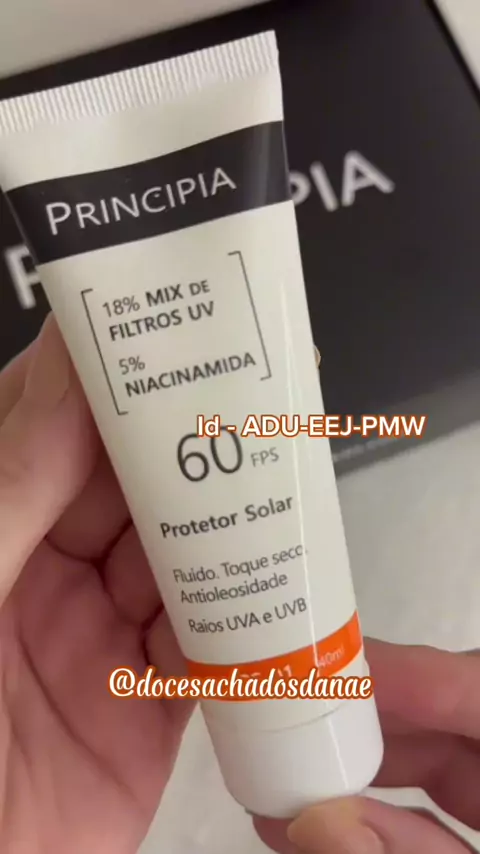 PRINCIPIA
18% MIX DE
FILTROS UV
5%
NIACINAMIDA
Id - ADU-EEJ-PMW
60 FPS
Protetor Solar
Fluido. Toque seco.
Antioleosidade
Raios UVA e UVB
40ml
@docesachadosdanae